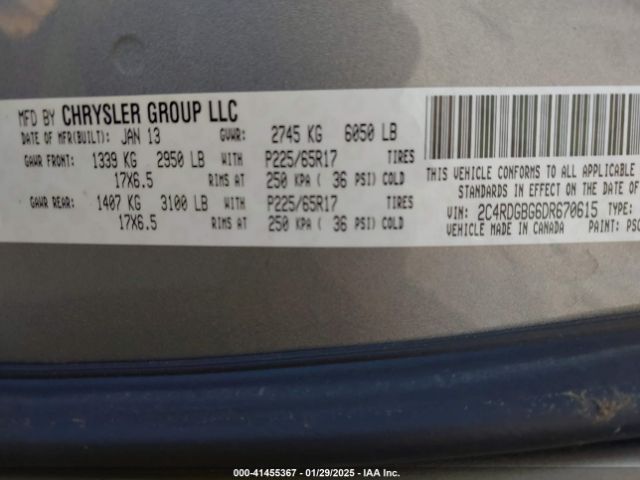 MFD BY CHRYSLER GROUP LLC
DATE OF MFR(BUILT): JAN 13 GVWR: 2745 KG 6050 LB
GAWR FRONT: 1339 KG 2950 LB WITH P225/65R17 TIRES
17X6.5 RIMS AT 250 KPA ( 36 PSI) COLD
GAWR REAR: 1407 KG 3100 LB WITH P225/65R17 TIRES
17X6.5 RIMS AT 250 KPA ( 36 PSI) COLD
THIS VEHICLE CONFORMS TO ALL APPLICABLE
STANDARDS IN EFFECT ON THE DATE OF
VIN: 2C4RDGBG6DR670615 TYPE:
VEHICLE MADE IN CANADA PAINT: PSC
000-41455367 - 01/29/2025 - IAA Inc.